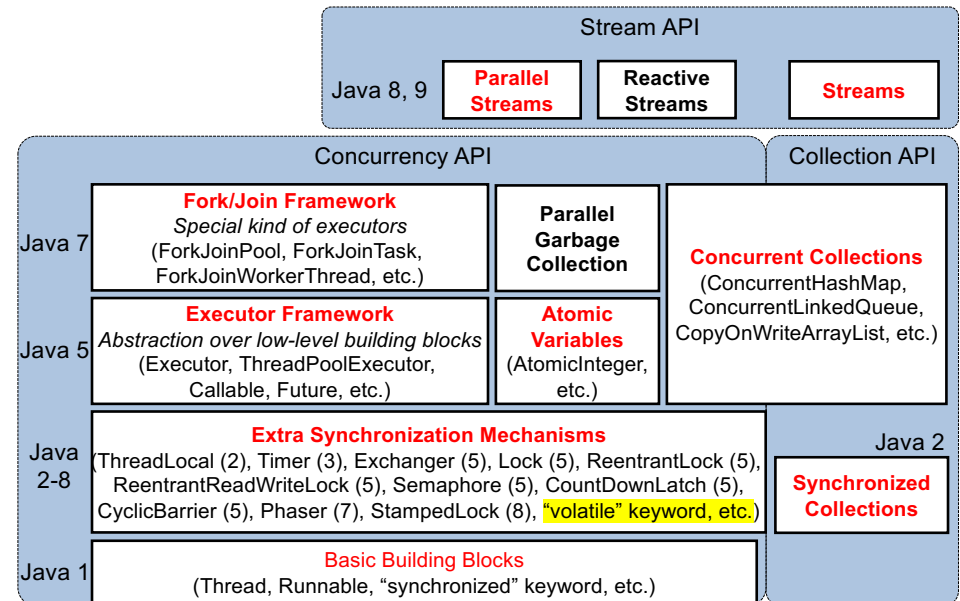 Stream API
Java 8, 9
Parallel
Streams
Reactive
Streams
Streams
Concurrency API
Collection API
Java 7
Fork/Join Framework
Special kind of executors
(ForkJoinPool, ForkJoinTask,
ForkJoinWorkerThread, etc.)
Parallel
Garbage
Collection
Concurrent Collections
(ConcurrentHashMap,
ConcurrentLinkedQueue,
CopyOnWriteArrayList, etc.)
Java 5
Executor Framework
Abstraction over low-level building blocks
(Executor, ThreadPoolExecutor,
Callable, Future, etc.)
Atomic
Variables
(AtomicInteger,
etc.)
Java
2-8
Extra Synchronization Mechanisms
(ThreadLocal (2), Timer (3), Exchanger (5), Lock (5), ReentrantLock (5),
ReentrantReadWriteLock (5), Semaphore (5), CountDownLatch (5),
CyclicBarrier (5), Phaser (7), StampedLock (8), “volatile” keyword, etc.)
Java 2
Synchronized
Collections
Java 1
Basic Building Blocks
(Thread, Runnable, “synchronized” keyword, etc.)